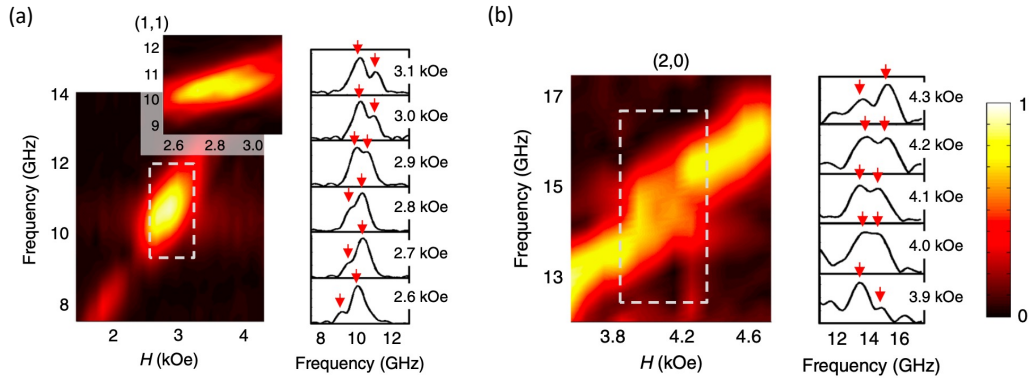 (a)
(1,1)
12
11
10
9
2.6 2.8 3.0
14
12
10
8
Frequency (GHz)
2 3 4
H (kOe)
3.1 kOe
3.0 kOe
2.9 kOe
2.8 kOe
2.7 kOe
2.6 kOe
8 10 12
Frequency (GHz)
(b)
(2,0)
17
15
13
Frequency (GHz)
3.8 4.2 4.6
H (kOe)
4.3 kOe
4.2 kOe
4.1 kOe
4.0 kOe
3.9 kOe
12 14 16
Frequency (GHz)
1
0